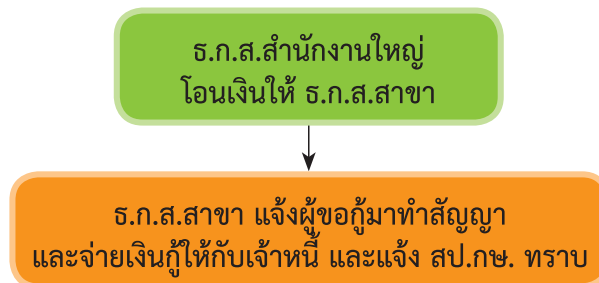 ธ.ก.ส.สำนักงานใหญ่
โอนเงินให้ ธ.ก.ส.สาขา
ธ.ก.ส.สาขา แจ้งผู้ขอกู้มาทำสัญญา
และจ่ายเงินกู้ให้กับเจ้าหนี้ และแจ้ง สป.กษ. ทราบ